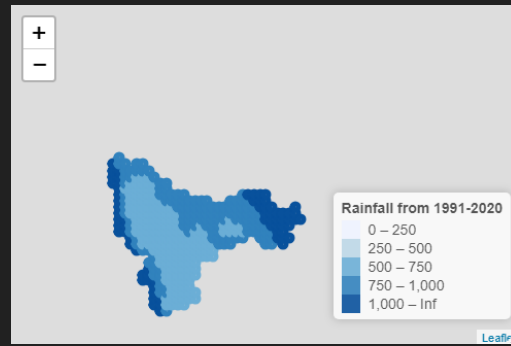 +
−
Rainfall from 1991-2020
0 – 250
250 – 500
500 – 750
750 – 1,000
1,000 – Inf
Leafle